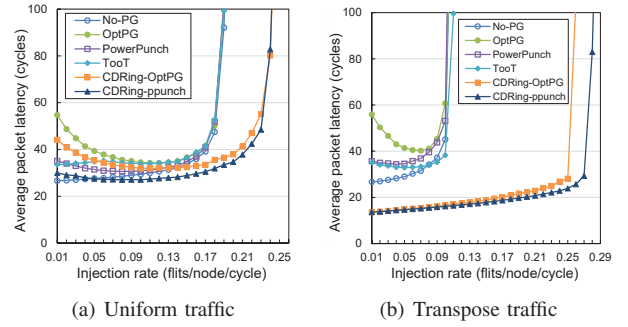 Average packet latency (cycles)
100
80
60
40
20
0
No-PG
OptPG
PowerPunch
TooT
CDRing-OptPG
CDRing-ppunch
0.01 0.05 0.09 0.13 0.17 0.21 0.25
Injection rate (flits/node/cycle)
(a) Uniform traffic
Average packet latency (cycles)
100
80
60
40
20
0
No-PG
OptPG
PowerPunch
TooT
CDRing-OptPG
CDRing-ppunch
0.01 0.05 0.09 0.13 0.17 0.21 0.25 0.29
Injection rate (flits/node/cycle)
(b) Transpose traffic